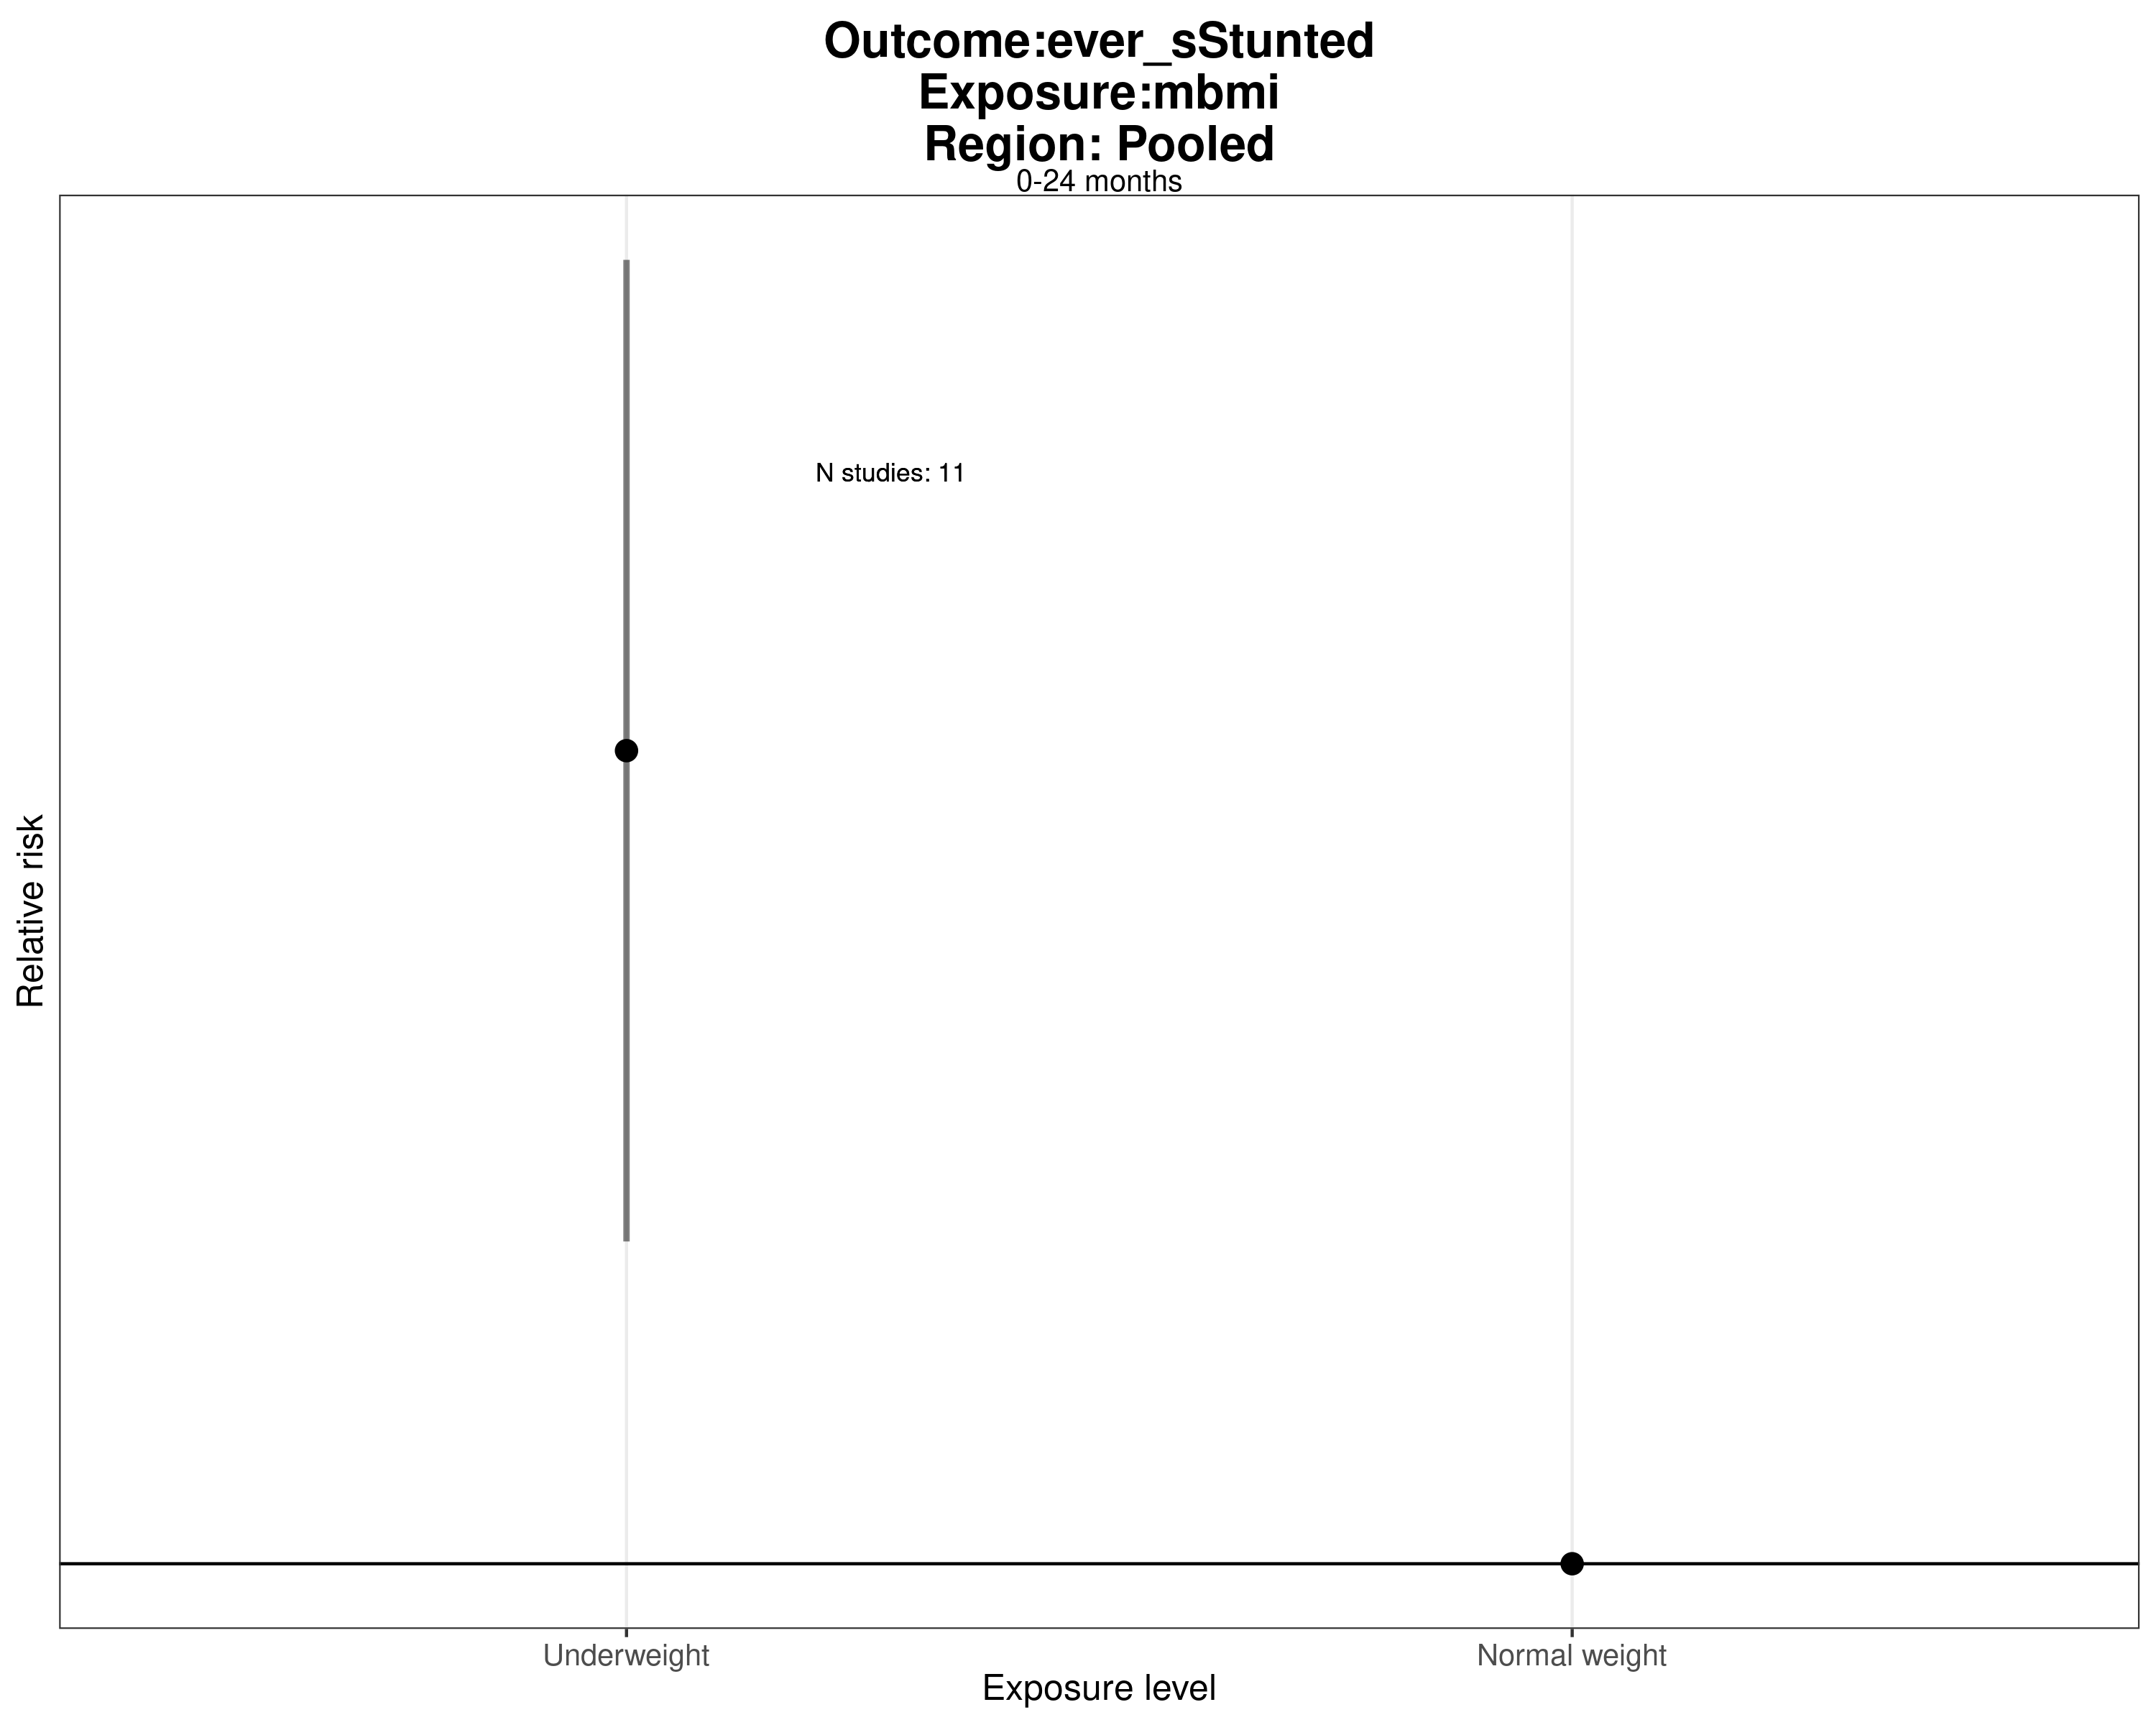 Outcome:ever_sStunted
Exposure:mbmi
Region: Pooled
0-24 months
N studies: 11
Relative risk
Underweight
Normal weight
Exposure level